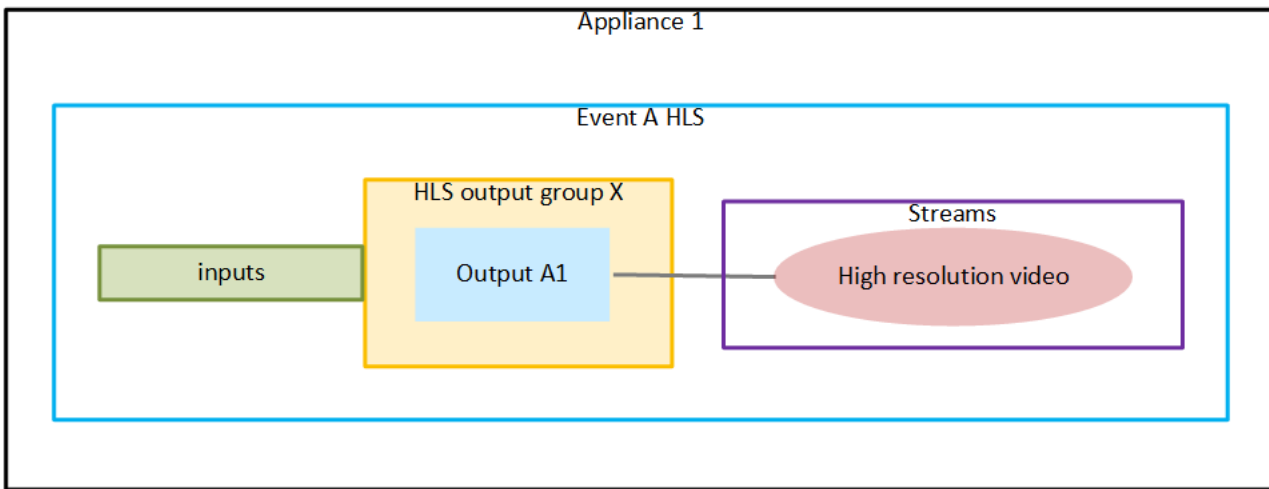 Appliance 1
Event A HLS
HLS output group X
Streams
inputs
Output A1
High resolution video